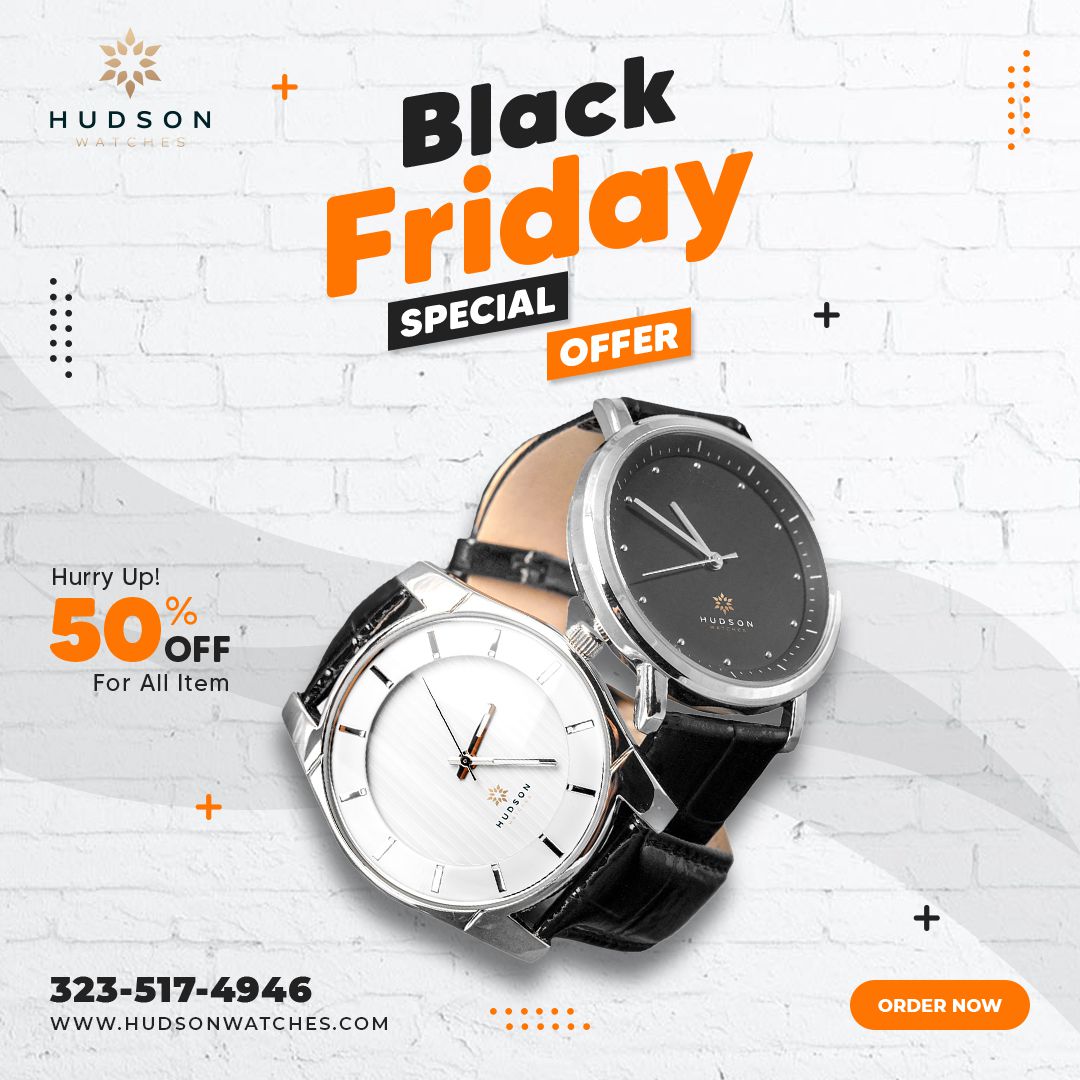 HUDSON
WATCHES
Black
Friday
SPECIAL
OFFER
Hurry Up!
50% OFF
For All Item
HUDSON
WATCHES
HUDSON
WATCHES
323-517-4946
WWW.HUDSONWATCHES.COM
ORDER NOW